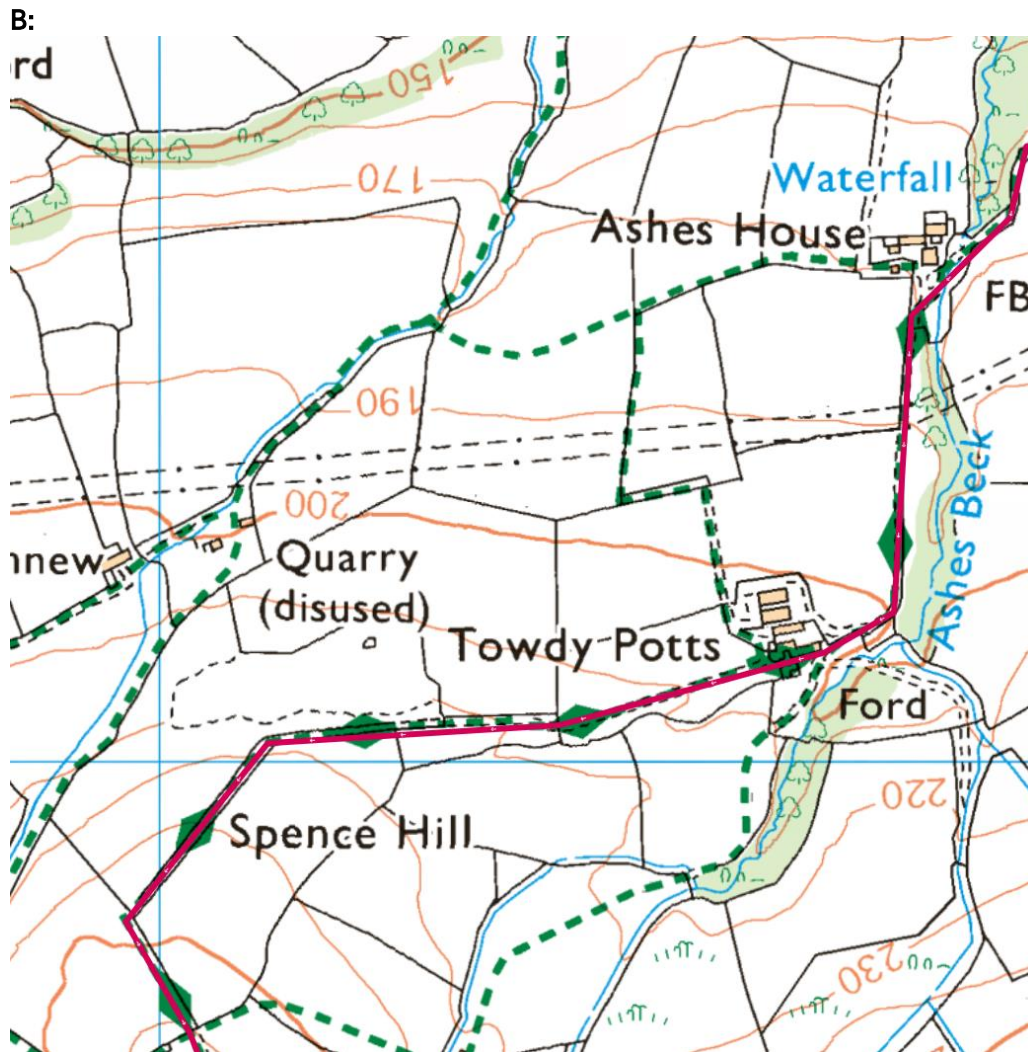 B:
rd
150
170
Waterfall
Ashes House
FB
190
200
nnew
Quarry
(disused)
Ashes Beck
Towdy Potts
Ford
220
Spence Hill
230